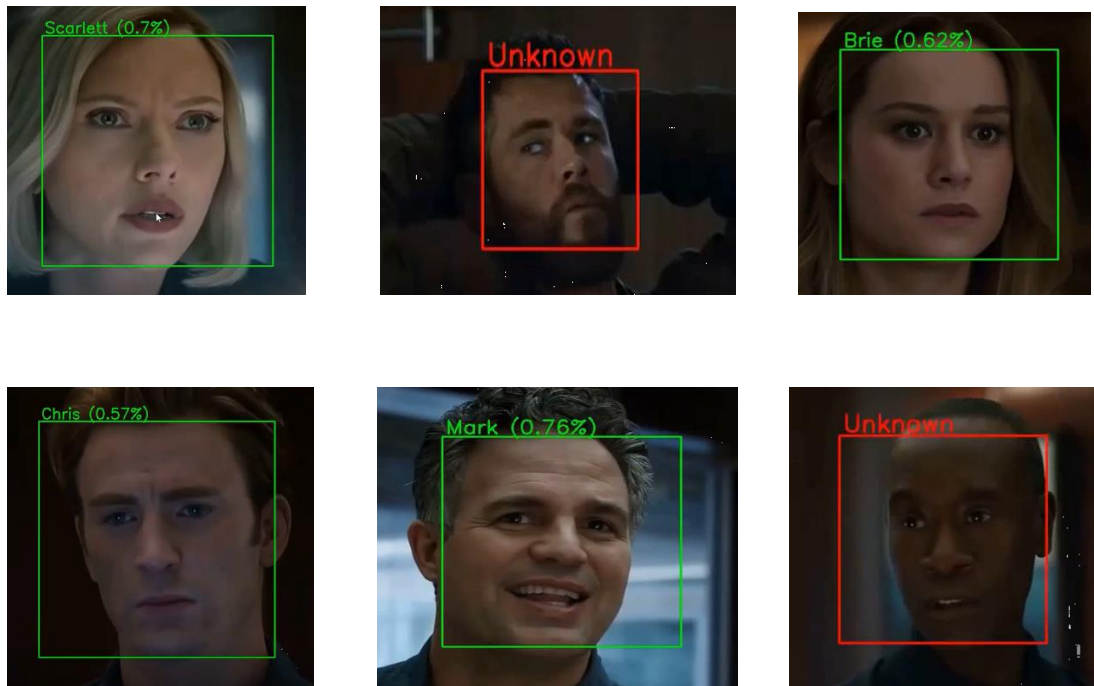 Scarlett (0.7%)
Unknown
Brie (0.62%)
Chris (0.57%)
Mark (0.76%)
Unknown